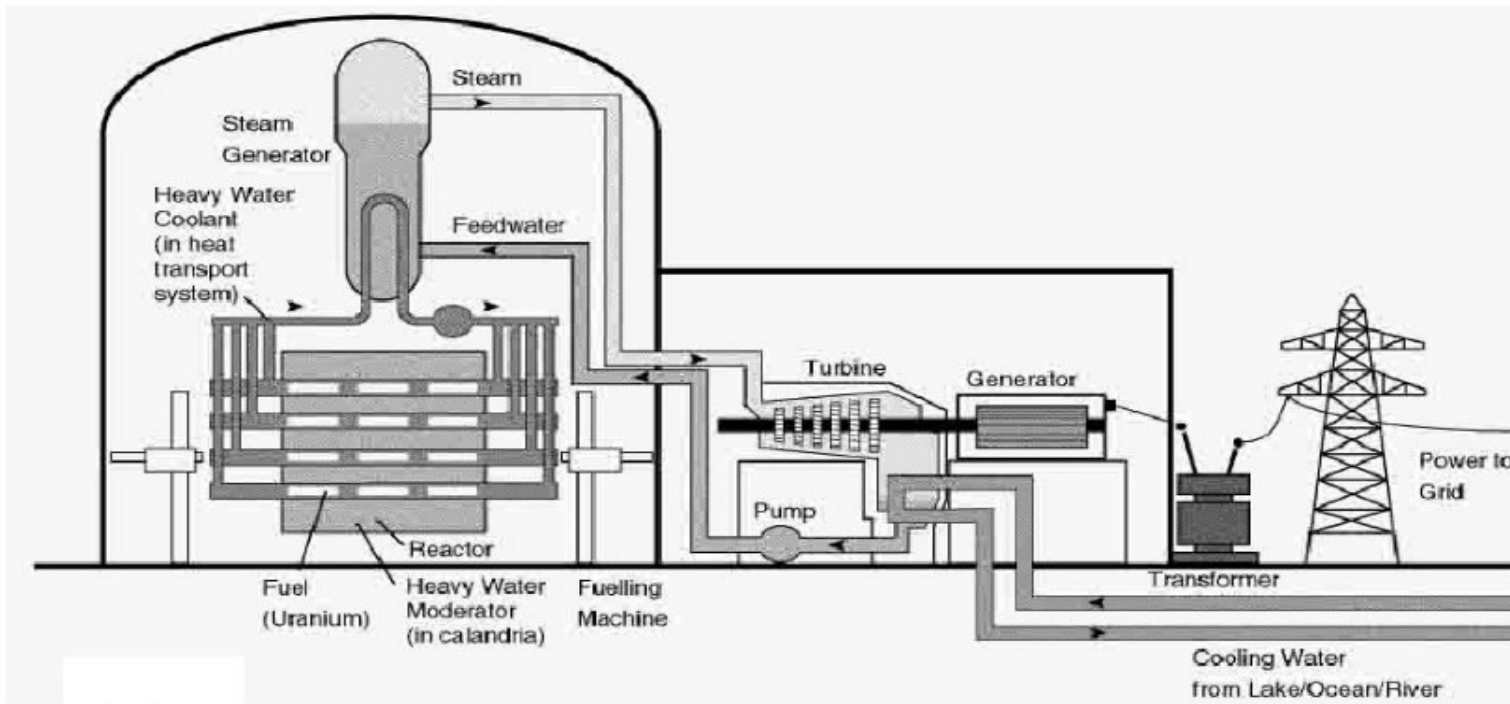 Steam
Steam
Generator
Heavy Water
Coolant
(in heat
transport
system)
Feedwater
Turbine
Generator
Power to
Grid
Pump
Reactor
Transformer
Fuel
(Uranium)
Heavy Water
Moderator
(in calandria)
Fuelling
Machine
Cooling Water
from Lake/Ocean/River